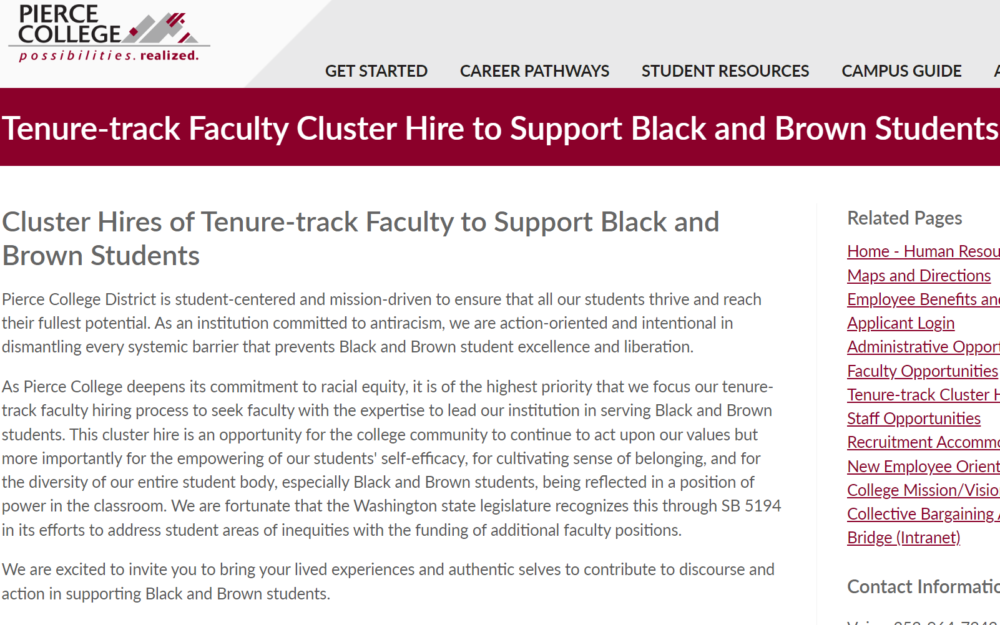 PIERCE
COLLEGE
possibilities. realized.
GET STARTED CAREER PATHWAYS STUDENT RESOURCES CAMPUS GUIDE
Tenure-track Faculty Cluster Hire to Support Black and Brown Students
Cluster Hires of Tenure-track Faculty to Support Black and
Brown Students
Pierce College District is student-centered and mission-driven to ensure that all our students thrive and reach
their fullest potential. As an institution committed to antiracism, we are action-oriented and intentional in
dismantling every systemic barrier that prevents Black and Brown student excellence and liberation.
As Pierce College deepens its commitment to racial equity, it is of the highest priority that we focus our tenure-
track faculty hiring process to seek faculty with the expertise to lead our institution in serving Black and Brown
students. This cluster hire is an opportunity for the college community to continue to act upon our values but
more importantly for the empowering of our students' self-efficacy, for cultivating sense of belonging, and for
the diversity of our entire student body, especially Black and Brown students, being reflected in a position of
power in the classroom. We are fortunate that the Washington state legislature recognizes this through SB 5194
in its efforts to address student areas of inequities with the funding of additional faculty positions.
We are excited to invite you to bring your lived experiences and authentic selves to contribute to discourse and
action in supporting Black and Brown students.
Related Pages
Home - Human Resou
Maps and Directions
Employee Benefits and
Applicant Login
Administrative Opport
Faculty Opportunities
Tenure-track Cluster H
Staff Opportunities
Recruitment Accommo
New Employee Orient
College Mission/Visio
Collective Bargaining A
Bridge (Intranet)
Contact Informatio